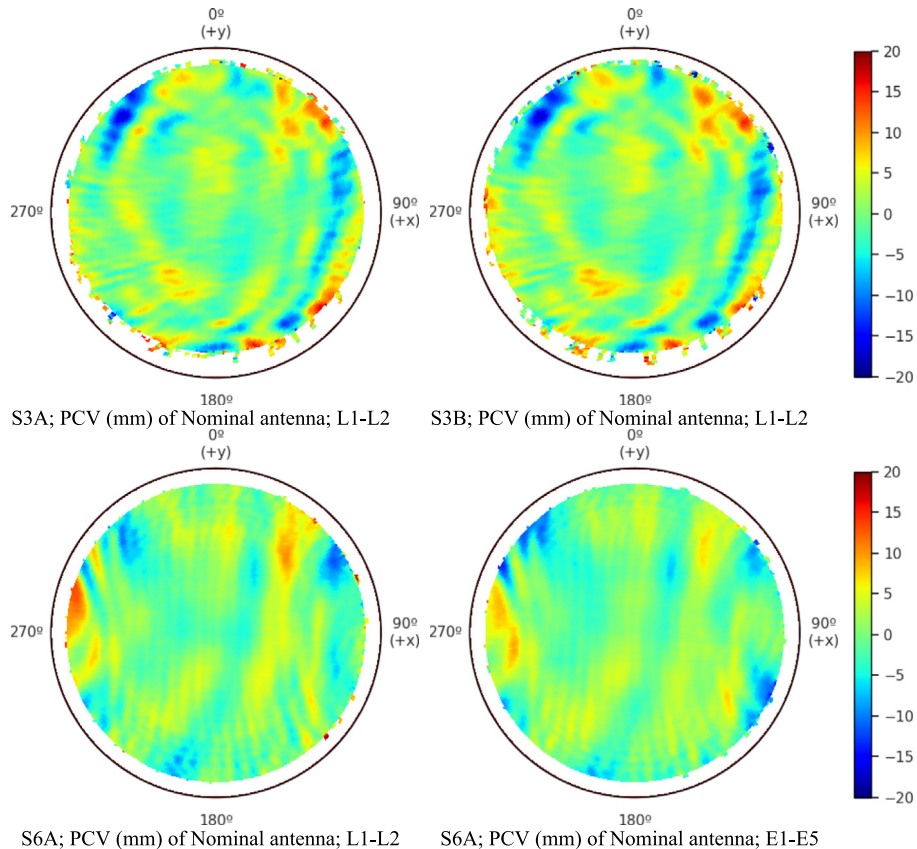 0º 0º
(+y) (+y)
20
15
10
270º 90º 270º 90º 5
(+x) (+x) 0
−5
−10
−15
−20
180º 180º
S3A; PCV (mm) of Nominal antenna; L1-L2 S3B; PCV (mm) of Nominal antenna; L1-L2
0º 0º
(+y) (+y)
20
15
10
5
270º 90º 270º 90º 0
(+x) (+x)
−5
−10
−15
−20
180º 180º
S6A; PCV (mm) of Nominal antenna; L1-L2 S6A; PCV (mm) of Nominal antenna; E1-E5